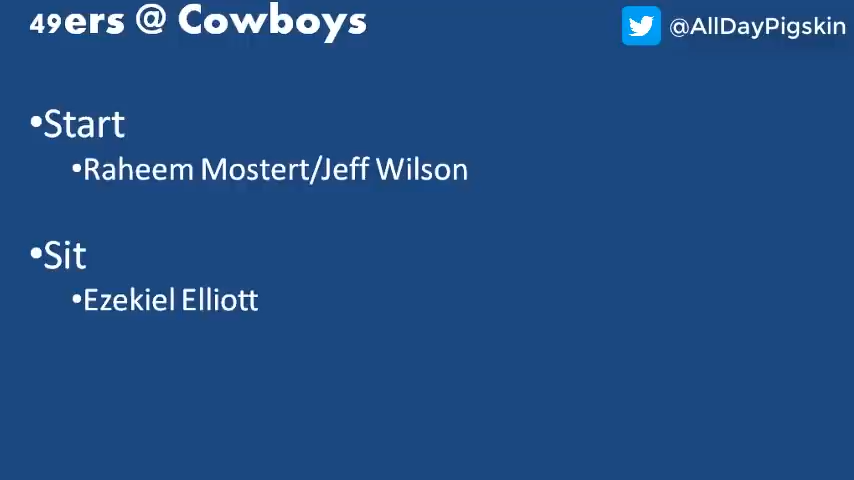 49ers @ Cowboys
@AllDayPigskin
•Start
•Raheem Mostert/Jeff Wilson
•Sit
•Ezekiel Elliott